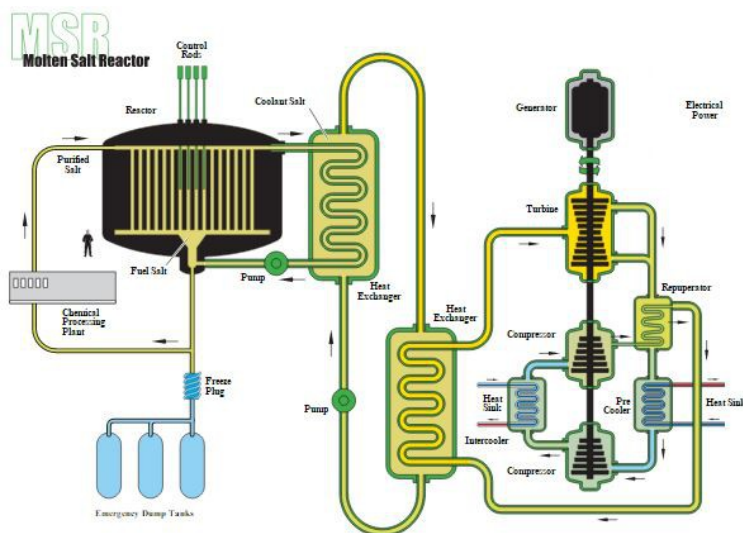 MSR
Molten Salt Reactor
Control
Rods
Reactor
Coolant Salt
Purified
Salt
Fuel Salt
Pump
Heat
Exchanger
Chemical
Processing
Plant
Freeze
Plug
Emergency Dump Tanks
Pump
Heat
Exchanger
Generator
Electrical
Power
Turbine
Repuperator
Compressor
Heat
Sink
Intercooler
Pre
Cooler
Heat Sink
Compressor